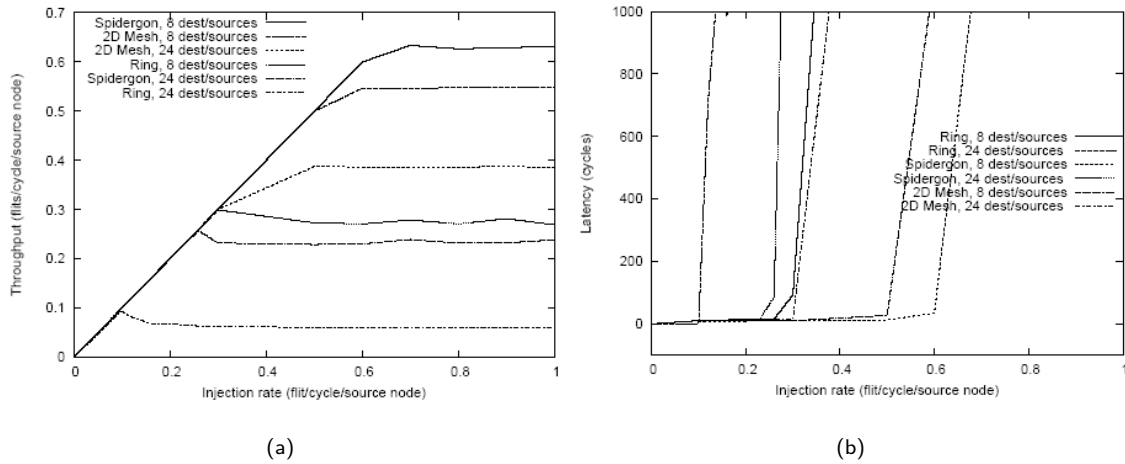 0.7
0.6
0.5
0.4
0.3
0.2
0.1
0
Throughput (flits/cycle/source node)
Spidergon, 8 dest/sources
2D Mesh, 8 dest/sources
2D Mesh, 24 dest/sources
Ring, 8 dest/sources
Spidergon, 24 dest/sources
Ring, 24 dest/sources
0 0.2 0.4 0.6 0.8 1
Injection rate (flit/cycle/source node)
(a)
1000
800
600
400
200
0
Latency (cycles)
Ring, 8 dest/sources
Ring, 24 dest/sources
Spidergon, 8 dest/sources
Spidergon, 24 dest/sources
2D Mesh, 8 dest/sources
2D Mesh, 24 dest/sources
0 0.2 0.4 0.6 0.8 1
Injection rate (flit/cycle/source node)
(b)